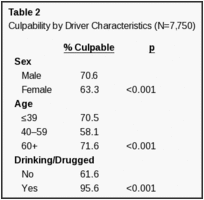 Table 2
Culpability by Driver Characteristics (N=7,750)
% Culpable p
Sex
Male 70.6
Female 63.3 <0.001
Age
≤39 70.5
40–59 58.1
60+ 71.6 <0.001
Drinking/Drugged
No 61.6
Yes 95.6 <0.001